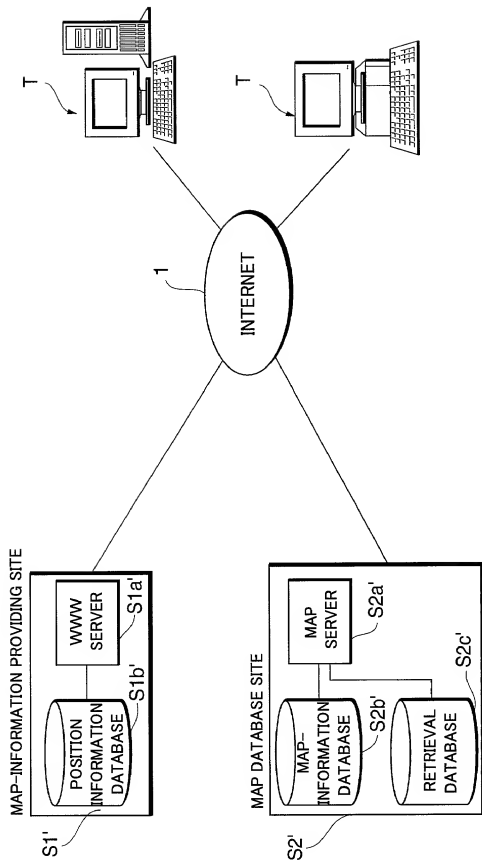 MAP-INFORMATION PROVIDING SITE
S1'
POSITION
INFORMATION
DATABASE
S1b'
WWW
SERVER
S1a'
MAP DATABASE SITE
S2'
MAP-
INFORMATION
DATABASE
S2b'
MAP
SERVER
S2a'
RETRIEVAL
DATABASE
S2c'
1
INTERNET
T
T